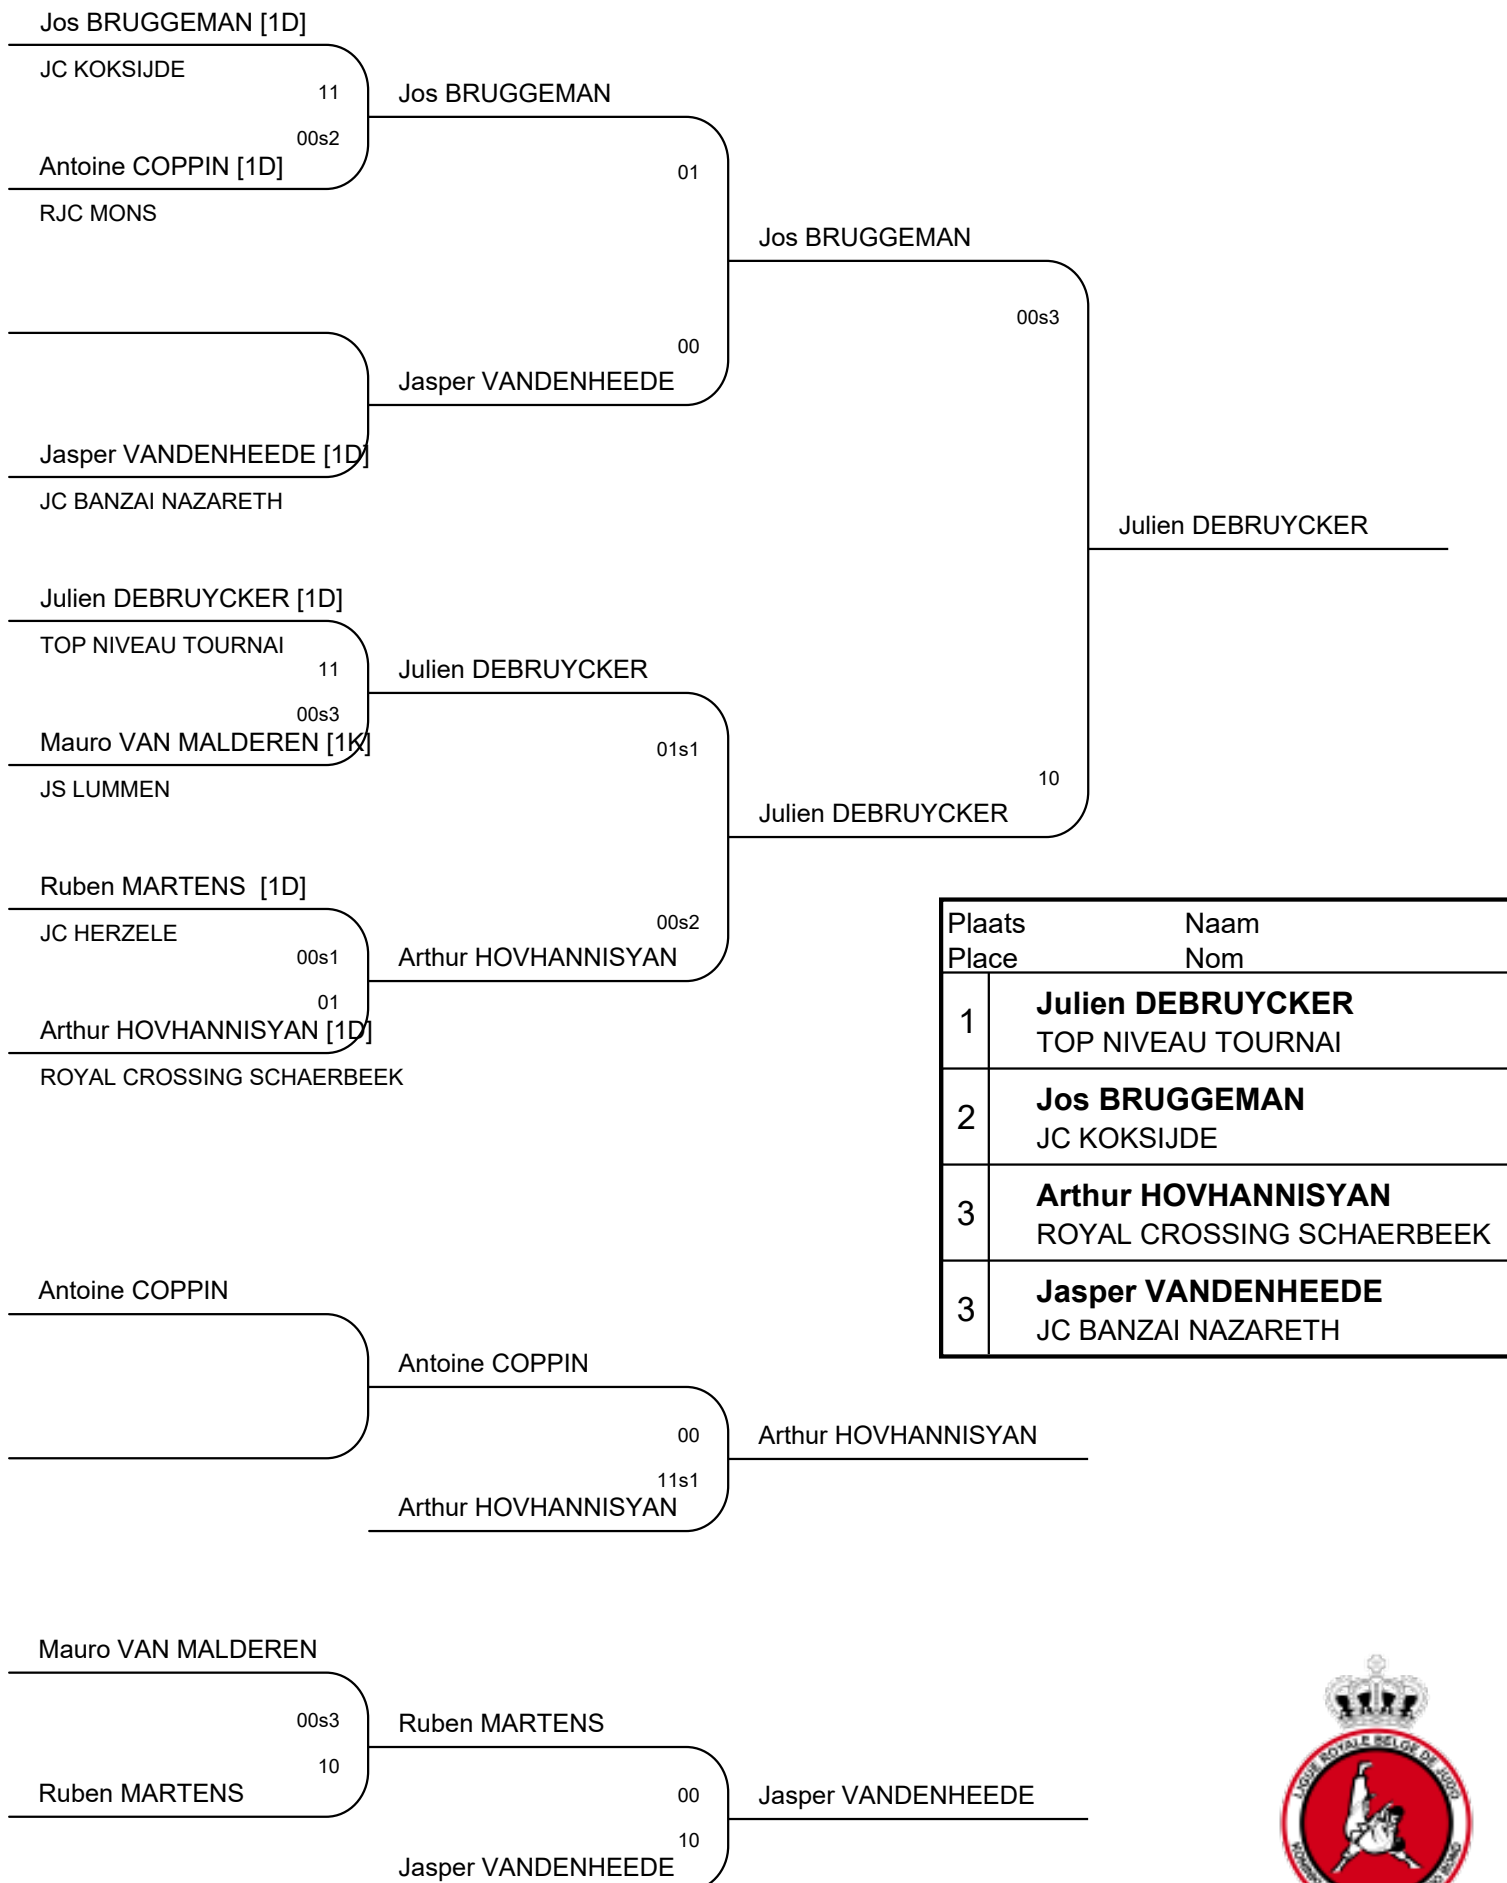 Jos BRUGGEMAN [1D]
JC KOKSIJDE
11
Jos BRUGGEMAN
00s2
Antoine COPPIN [1D]
01
RJC MONS
Jos BRUGGEMAN
00s3
00
Jasper VANDENHEEDE
Jasper VANDENHEEDE [1D]
JC BANZAI NAZARETH
Julien DEBRUYCKER
Julien DEBRUYCKER [1D]
TOP NIVEAU TOURNAI
11
Julien DEBRUYCKER
00s3
Mauro VAN MALDEREN [1K]
01s1
JS LUMMEN
10
Julien DEBRUYCKER
Ruben MARTENS [1D]
JC HERZELE
00s2
00s1
Arthur HOVHANNISYAN
01
Arthur HOVHANNISYAN [1D]
ROYAL CROSSING SCHAERBEEK
Plaats Naam
Place Nom
1 Julien DEBRUYCKER
TOP NIVEAU TOURNAI
2 Jos BRUGGEMAN
JC KOKSIJDE
3 Arthur HOVHANNISYAN
ROYAL CROSSING SCHAERBEEK
3 Jasper VANDENHEEDE
JC BANZAI NAZARETH
Antoine COPPIN
Antoine COPPIN
00
Arthur HOVHANNISYAN
11s1
Arthur HOVHANNISYAN
Mauro VAN MALDEREN
00s3
Ruben MARTENS
10
Ruben MARTENS
00
Jasper VANDENHEEDE
10
Jasper VANDENHEEDE
LIGUE ROYALE BELGE DE JUDO